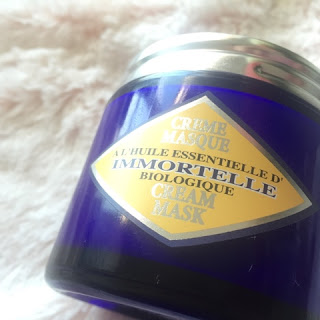 CRÈME
MASQUE
A L'HUILE ESSENTIELLE D'
IMMORTELLE
BIOLOGIQUE
CREAM
MASK